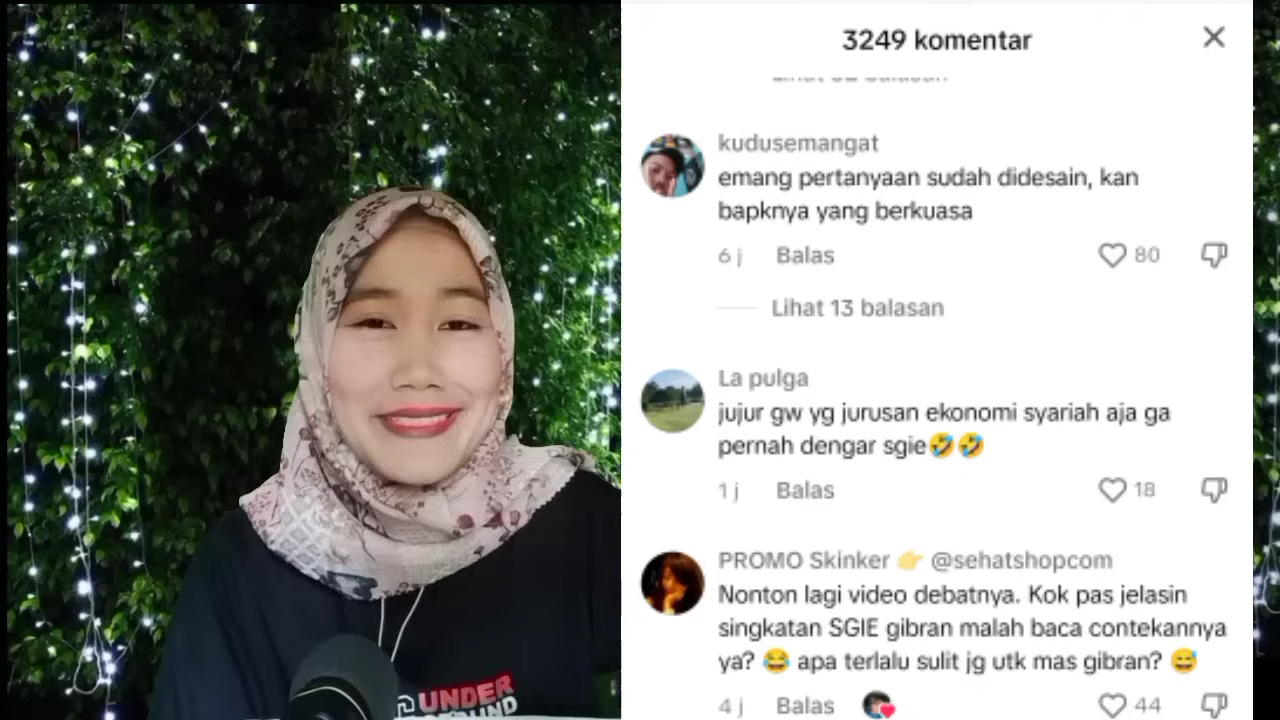 3249 komentar
kudusemangat
emang pertanyaan sudah didesain, kan
bapknya yang berkuasa
6 j Balas 80
Lihat 13 balasan
La pulga
jujur gw yg jurusan ekonomi syariah aja ga
pernah dengar sgie🤣🤣
1 j Balas 18
PROMO Skinker 👉 @sehatshopcom
Nonton lagi video debatnya. Kok pas jelasin
singkatan SGIE gibran malah baca contekannya
ya? 😂 apa terlalu sulit jg utk mas gibran? 😅
4 j Balas 44
UNDER